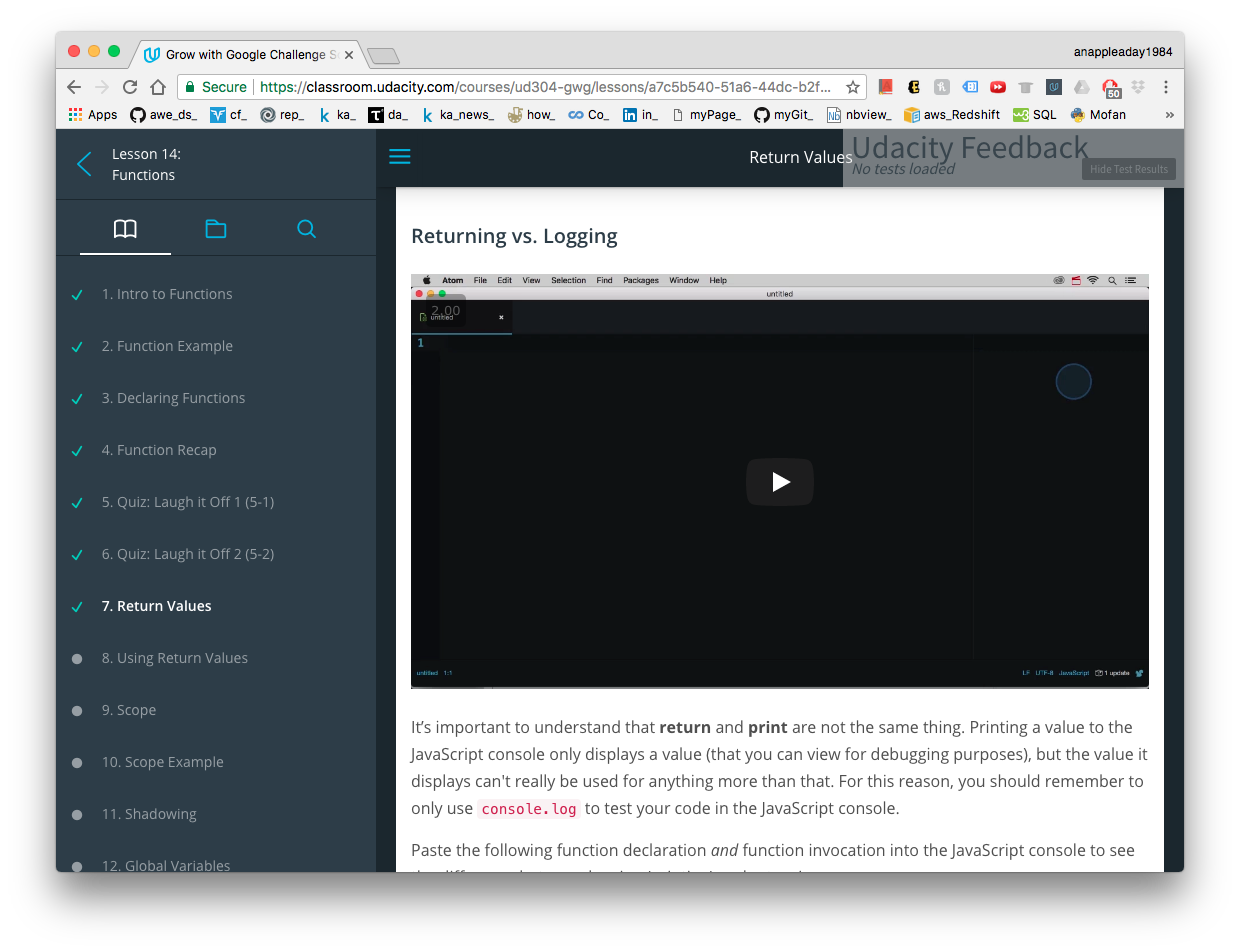 Grow with Google Challenge S
anappleaday1984
Secure
https://classroom.udacity.com/courses/ud304-gwg/lessons/a7c5b540-51a6-44dc-b2f...
50
Apps awe_ds_ cf_ rep_ ka_ da_ ka_news_ how_ Co_ in_ myPage_ myGit_ nbview_ aws_Redshift SQL Mofan »
Lesson 14:
Functions
Return Values
Udacity Feedback
No tests loaded
Hide Test Results
1. Intro to Functions
2. Function Example
3. Declaring Functions
4. Function Recap
5. Quiz: Laugh it Off 1 (5-1)
6. Quiz: Laugh it Off 2 (5-2)
7. Return Values
8. Using Return Values
9. Scope
10. Scope Example
11. Shadowing
12. Global Variables
Returning vs. Logging
Atom File Edit View Selection Find Packages Window Help
untitled
2.00
untitled
1
untitled 1:1
LF UTF-8 JavaScript 1 update
It’s important to understand that return and print are not the same thing. Printing a value to the
JavaScript console only displays a value (that you can view for debugging purposes), but the value it
displays can't really be used for anything more than that. For this reason, you should remember to
only use console.log to test your code in the JavaScript console.
Paste the following function declaration and function invocation into the JavaScript console to see